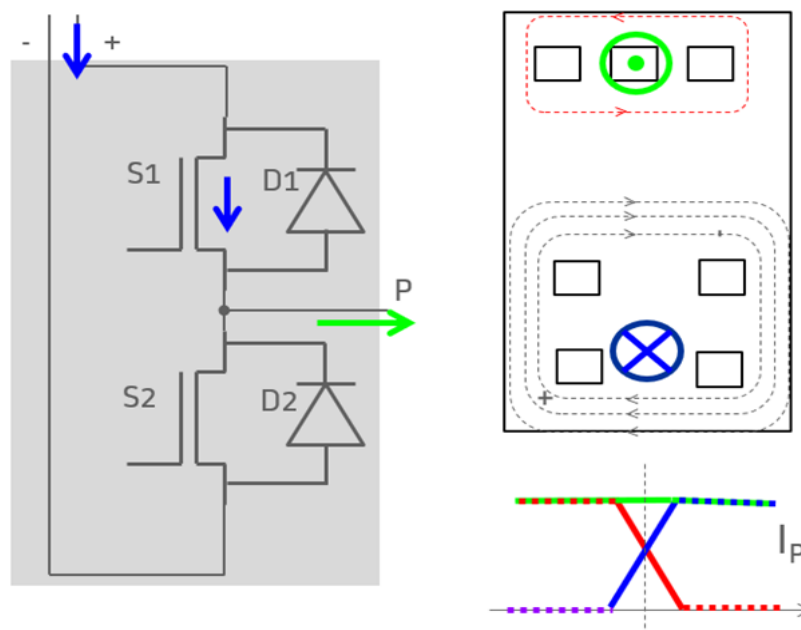 - +
S1 D1
P
S2 D2
+
I_P